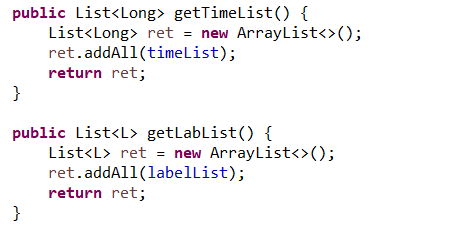 public List<Long> getTimeList() {
    List<Long> ret = new ArrayList<>();
    ret.addAll(timeList);
    return ret;
}

public List<L> getLabList() {
    List<L> ret = new ArrayList<>();
    ret.addAll(labelList);
    return ret;
}